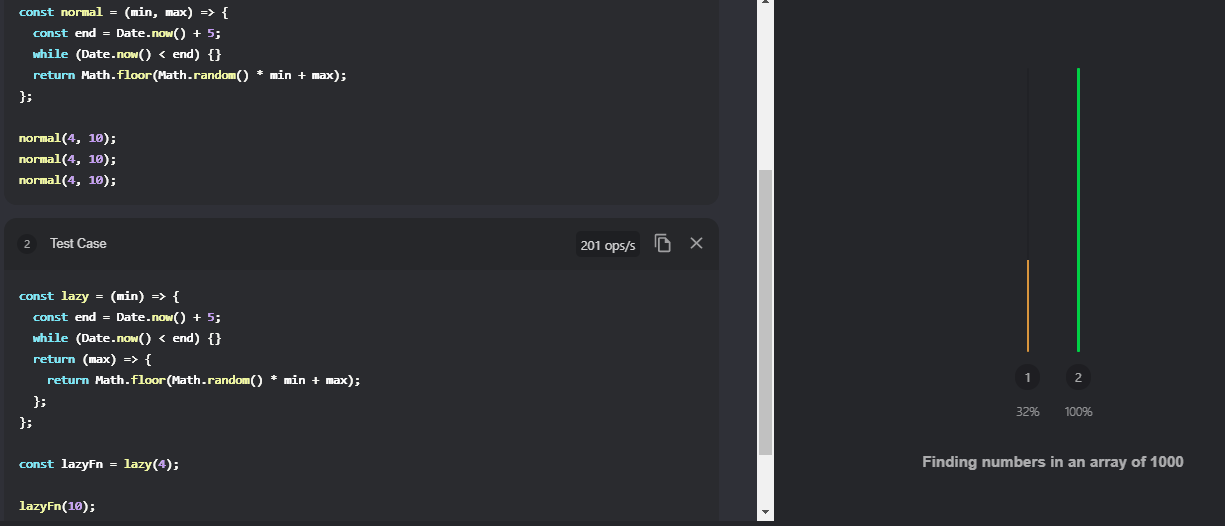 const normal = (min, max) => {
  const end = Date.now() + 5;
  while (Date.now() < end) {}
  return Math.floor(Math.random() * min + max);
};
normal(4, 10);
normal(4, 10);
normal(4, 10);
2 Test Case 201 ops/s
const lazy = (min) => {
  const end = Date.now() + 5;
  while (Date.now() < end) {}
  return (max) => {
    return Math.floor(Math.random() * min + max);
  };
};
const lazyFn = lazy(4);
lazyFn(10);
1 2
32% 100%
Finding numbers in an array of 1000